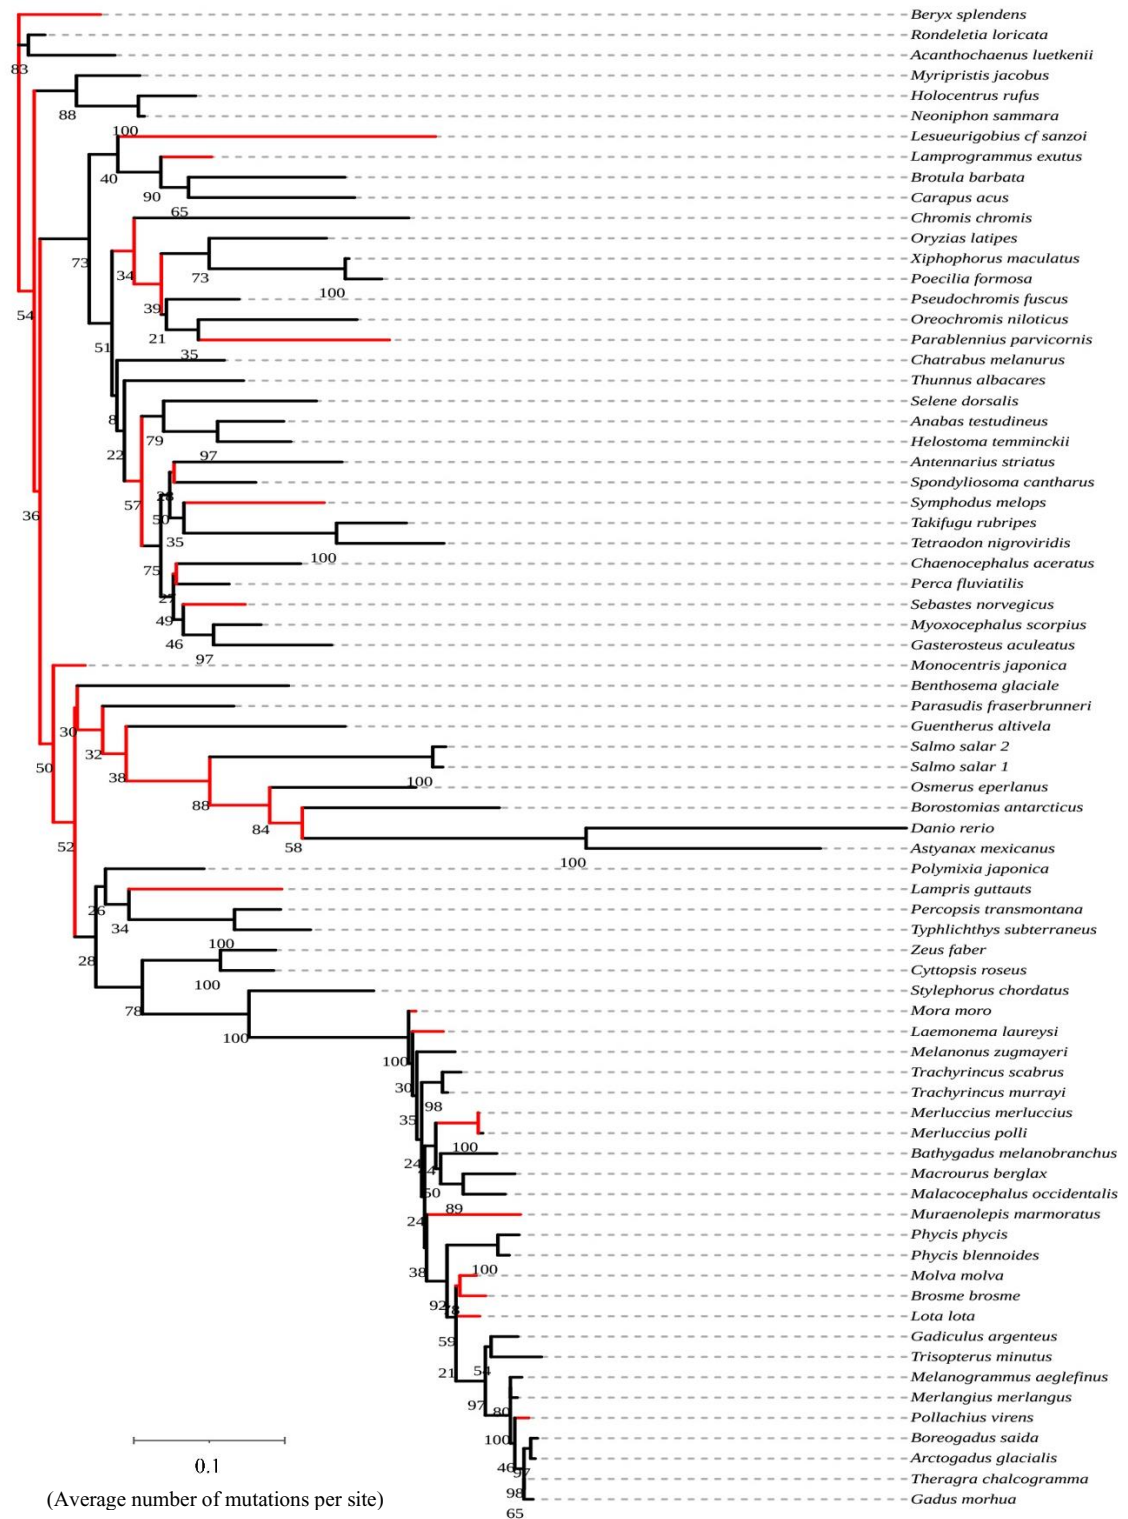 Beryx splendens
Rondeletia loricata
Acanthochaenus luetkenii
83
Myripristis jacobus
Holocentrus rufus
88
Neoniphon sammara
100
Lesueurigobius cf sanzoi
Lamprogrammus exutus
40
Brotula barbata
90
Carapus acus
65
Chromis chromis
Oryzias latipes
73
Xiphophorus maculatus
34
73
Poecilia formosa
100
Pseudochromis fuscus
39
54
Oreochromis niloticus
21
Parablennius parvicornis
51
35
Chatrabus melanurus
Thunnus albacares
Selene dorsalis
8
Anabas testudineus
79
Helostoma temminckii
22
97
Antennarius striatus
Spondyliosoma cantharus
28
Symphodus melops
57
36
50
Takifugu rubripes
35
Tetraodon nigroviridis
100
Chaenocephalus aceratus
75
Perca fluviatilis
27
Sebastes norvegicus
49
Myoxocephalus scorpius
46
Gasterosteus aculeatus
97
Monocentris japonica
Benthosema glaciale
Parasudis fraserbrunneri
30
Guentherus altivela
32
Salmo salar 2
50
Salmo salar 1
38
100
Osmerus eperlanus
88
Borostomias antarcticus
84
Danio rerio
52
58
Astyanax mexicanus
100
Polymixia japonica
Lampris guttauts
26
Percopsis transmontana
34
Typhlichthys subterraneus
100
Zeus faber
28
Cyttopsis roseus
100
Stylephorus chordatus
78
Mora moro
Laemonema laureysi
100
Melanonus zugmayeri
100
Trachyrincus scabrus
30
Trachyrincus murrayi
98
Merluccius merluccius
35
Merluccius polli
100
Bathygadus melanobranchus
24
Macrourus berglax
50
Malacocephalus occidentalis
89
Muraenolepis marmoratus
24
Phycis phycis
Phycis blennoides
38
100
Molva molva
Brosme brosme
92
78
Lota lota
Gadiculus argenteus
59
Trisopterus minutus
21
54
Melanogrammus aeglefinus
Merlangius merlangus
97
80
Pollachius virens
Boreogadus saida
100
Arctogadus glacialis
46
97
0.1
Theragra chalcogramma
98
Gadus morhua
(Average number of mutations per site)
65